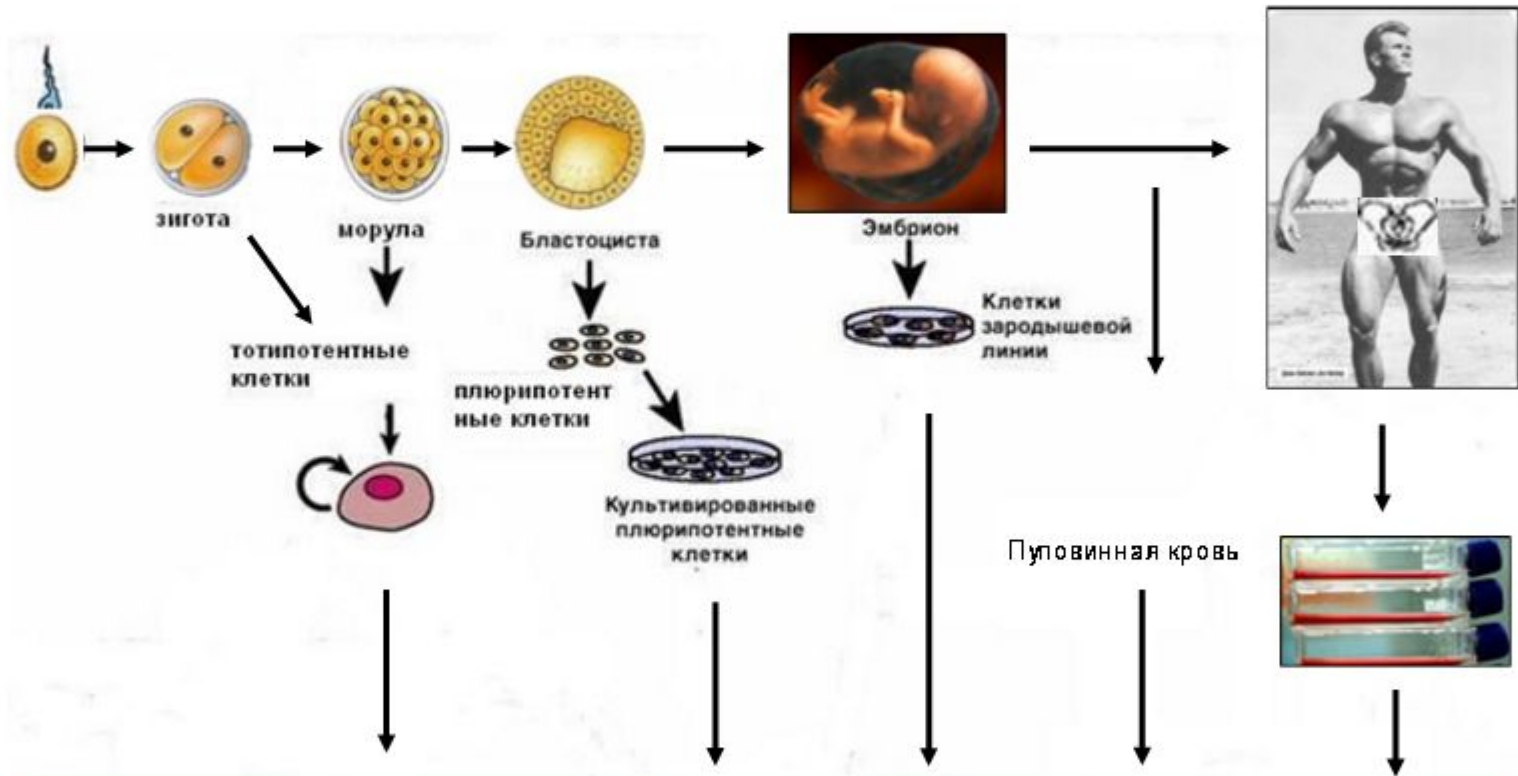 зигота
морула
Бластоциста
Эмбрион
Клетки
зародышевой
линии
тотипотентные
клетки
плюрипотент
ные клетки
Культивированные
плюрипотентные
клетки
Пуповинная кровь